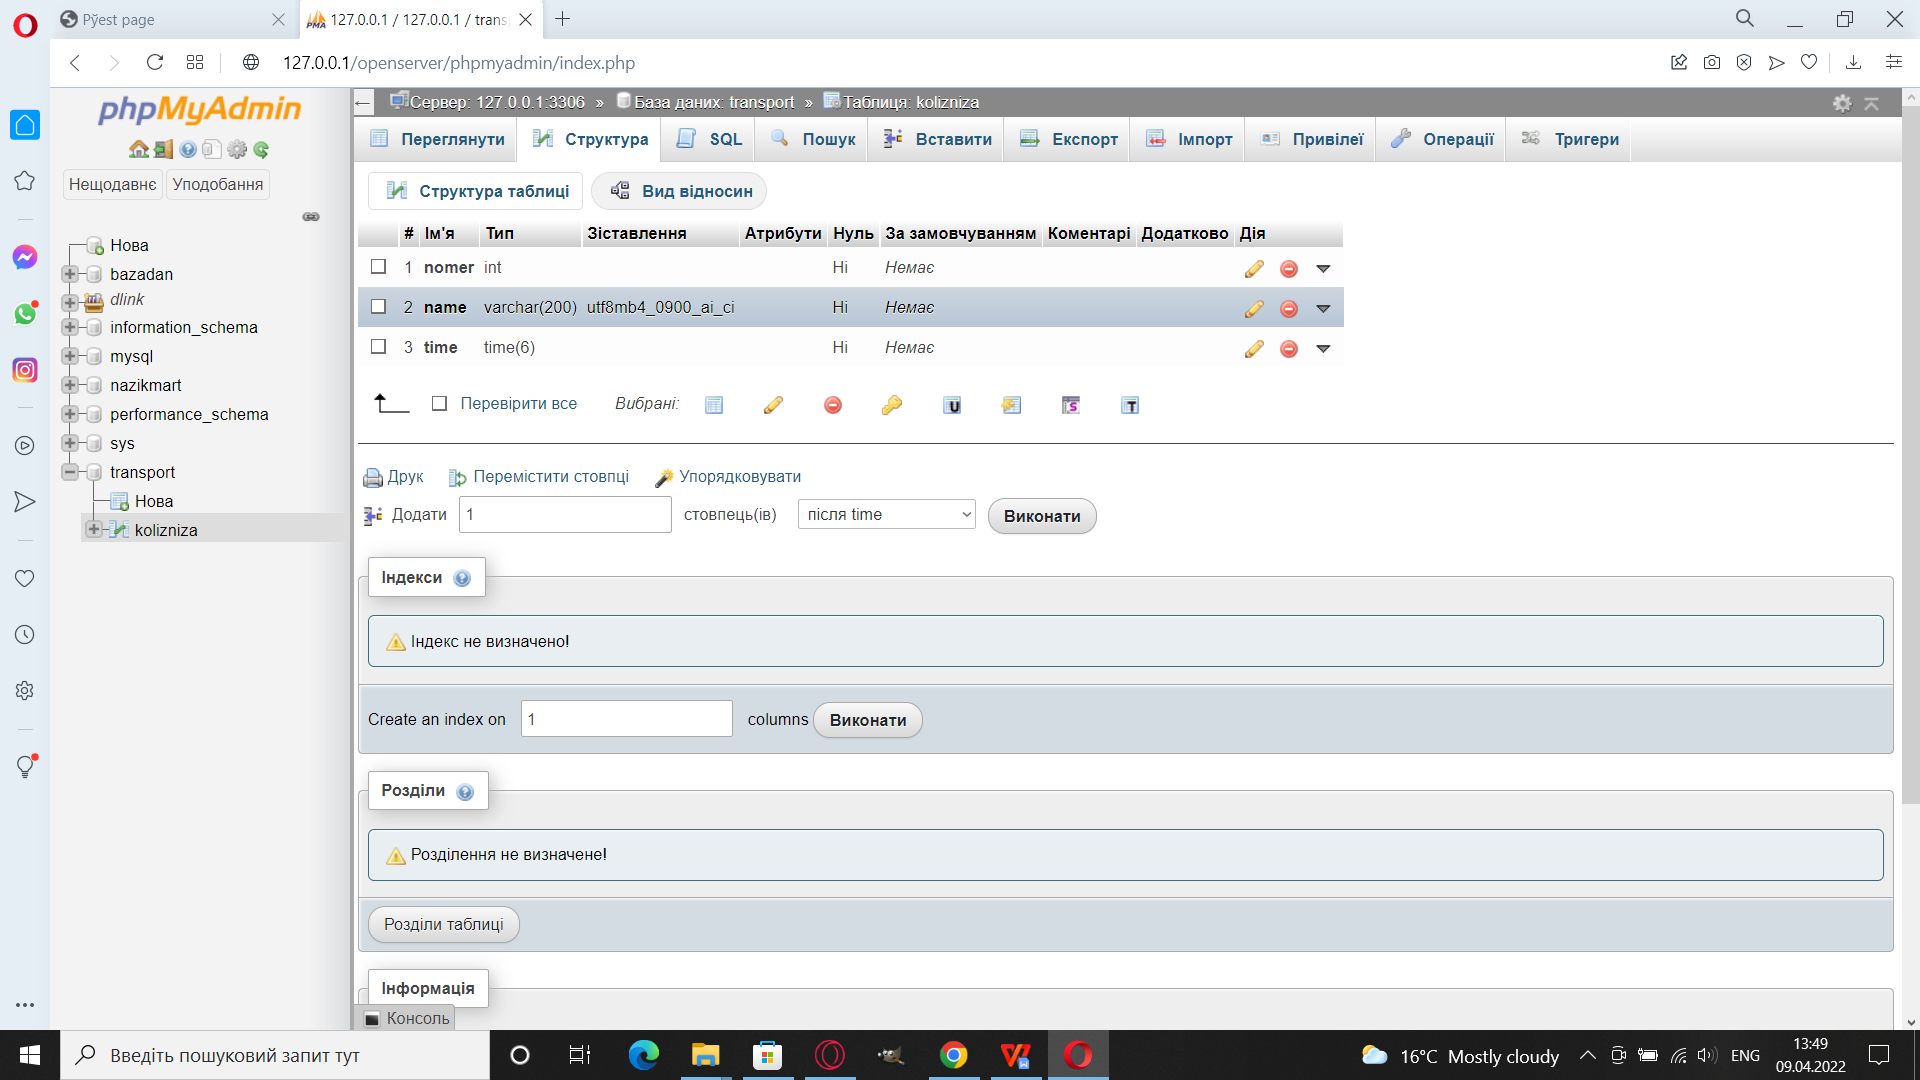 Рўest page
127.0.0.1 / 127.0.0.1 / trans
127.0.0.1/openserver/phpmyadmin/index.php
phpMyAdmin
Нещодавнє
Уподобання
Нова
bazadan
dlink
information_schema
mysql
nazikmart
performance_schema
sys
transport
Нова
kolizniza
Сервер: 127.0.0.1:3306 » База даних: transport » Таблиця: kolizniza
Переглянути Структура SQL Пошук Вставити Експорт Імпорт Привілеї Операції Тригери
Структура таблиці Вид відносин
# Ім'я Тип Зіставлення Атрибути Нуль За замовчуванням Коментарі Додатково Дія
1 nomer int Ні Немає
2 name varchar(200) utf8mb4_0900_ai_ci Ні Немає
3 time time(6) Ні Немає
Перевірити все Вибрані:
Друк Перемістити стовпці Упорядковувати
Додати 1 стовпець(ів) після time Виконати
Індекси
Індекс не визначено!
Create an index on 1 columns Виконати
Розділи
Розділення не визначене!
Розділи таблиці
Інформація
Консоль
Введіть пошуковий запит тут
16°C Mostly cloudy
ENG
13:49
09.04.2022